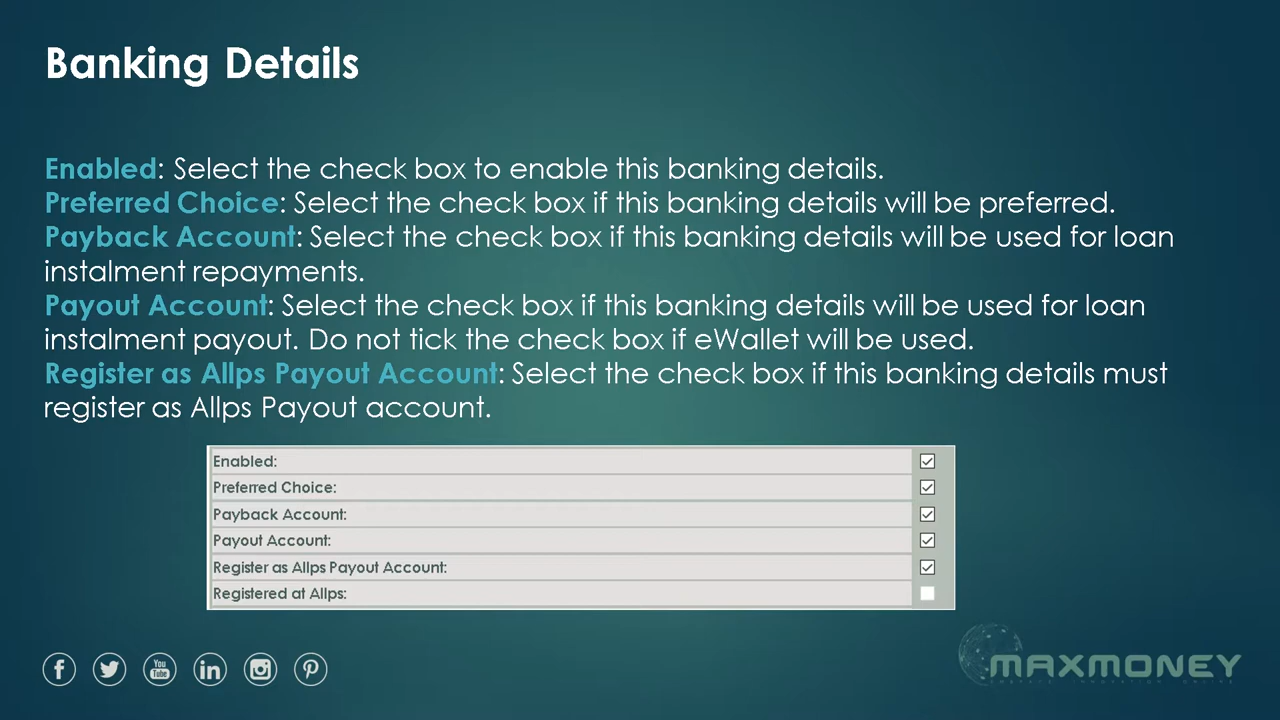 Banking Details
Enabled: Select the check box to enable this banking details.
Preferred Choice: Select the check box if this banking details will be preferred.
Payback Account: Select the check box if this banking details will be used for loan
instalment repayments.
Payout Account: Select the check box if this banking details will be used for loan
instalment payout. Do not tick the check box if eWallet will be used.
Register as Allps Payout Account: Select the check box if this banking details must
register as Allps Payout account.
Enabled:
Preferred Choice:
Payback Account:
Payout Account:
Register as Allps Payout Account:
Registered at Allps:
You
Tube
MAXMONEY